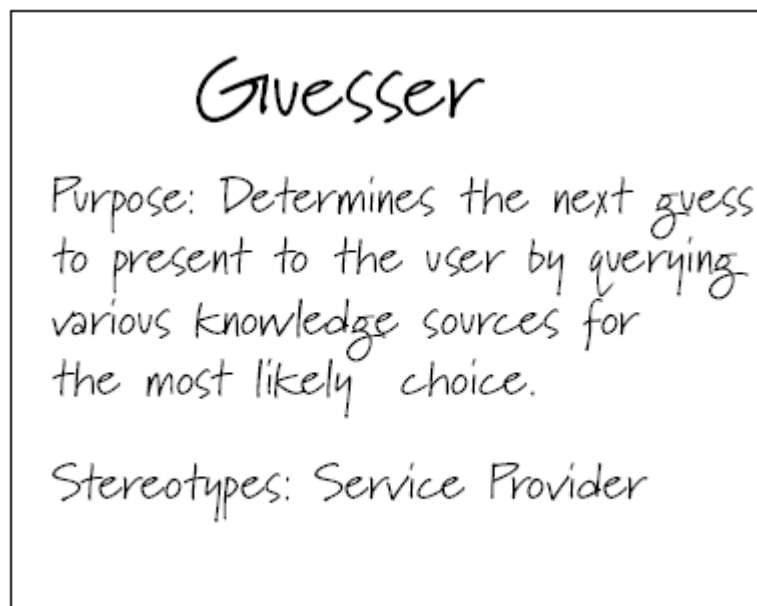 Guesser
Purpose: Determines the next guess
to present to the user by querying
various knowledge sources for
the most likely choice.
Stereotypes: Service Provider